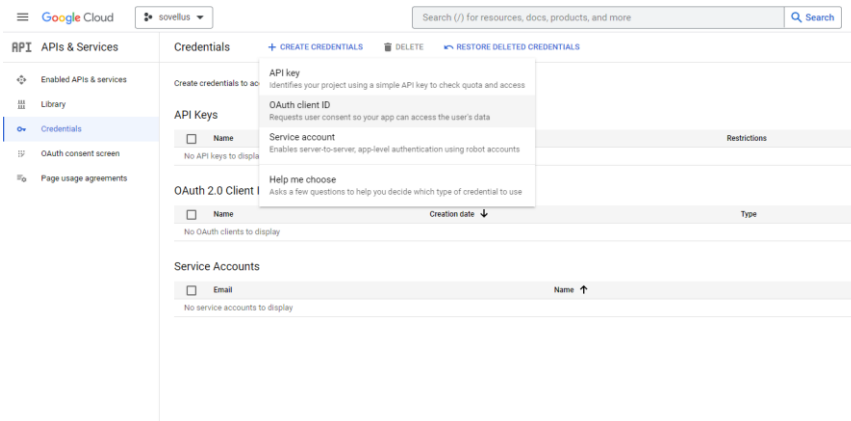 Google Cloud
sovellus
Search (/) for resources, docs, products, and more
Search
API APIs & Services
Credentials
+ CREATE CREDENTIALS
DELETE
RESTORE DELETED CREDENTIALS
Enabled APIs & services
Library
Credentials
OAuth consent screen
Page usage agreements
Create credentials to ac
API key
Identifies your project using a simple API key to check quota and access
OAuth client ID
Requests user consent so your app can access the user's data
Service account
Enables server-to-server, app-level authentication using robot accounts
Help me choose
Asks a few questions to help you decide which type of credential to use
API Keys
Name Restrictions
No API keys to displa
OAuth 2.0 Client I
Name Creation date Type
No OAuth clients to display
Service Accounts
Email Name
No service accounts to display